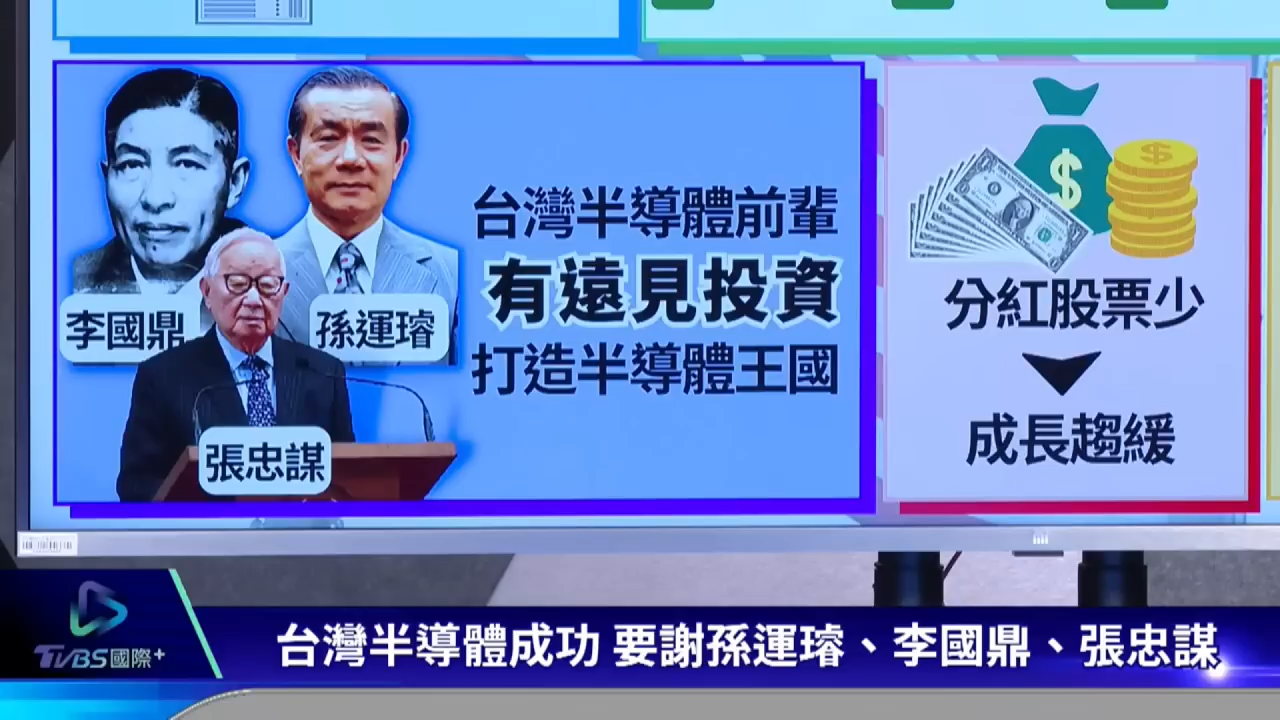 李國鼎
孫運璿
張忠謀
台灣半導體前輩
有遠見投資
打造半導體王國
$
$
分紅股票少
成長趨緩
TVBS國際+
台灣半導體成功 要謝孫運璿、李國鼎、張忠謀